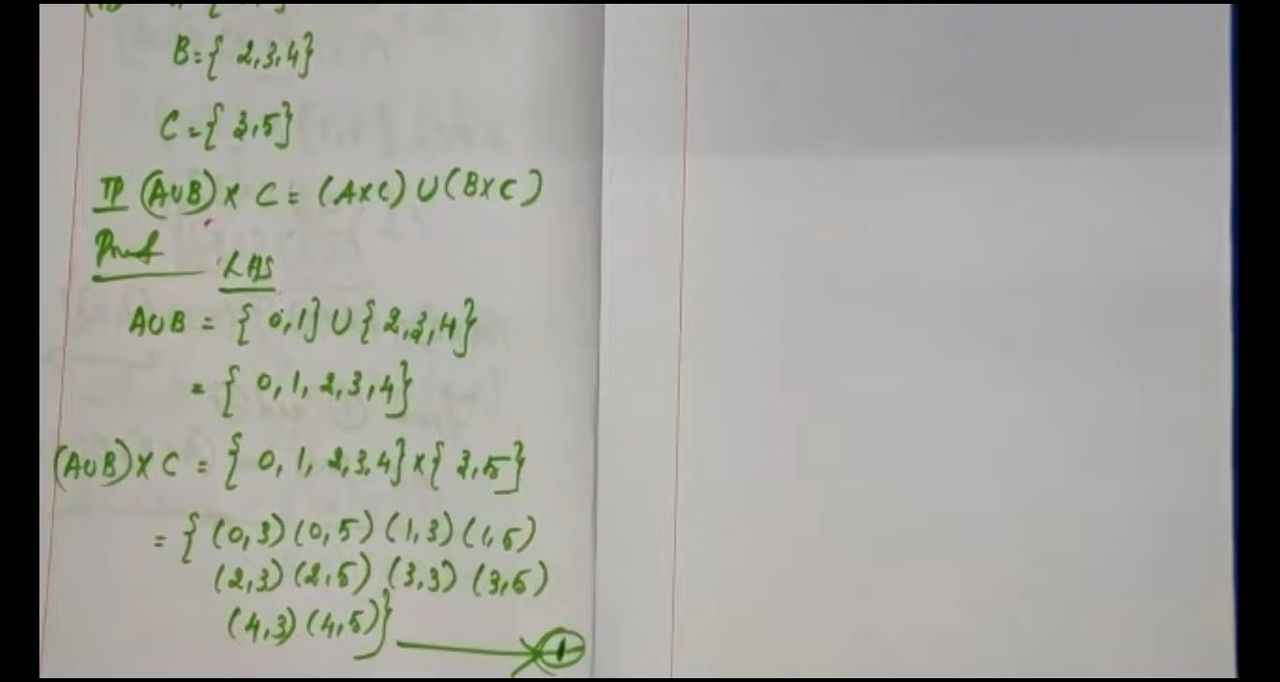 B={ 2,3,4}
C={ 3,5}
TP (A∪B) × C = (A×C) ∪ (B×C)
Proof LHS
A∪B = { 0,1} ∪ { 2,3,4}
= { 0, 1, 2, 3, 4}
(A∪B) × C = { 0, 1, 2,3,4} × { 3,5}
= { (0,3) (0,5) (1,3) (1,5)
(2,3) (2,5) (3,3) (3,5)
(4,3) (4,5)} → 1